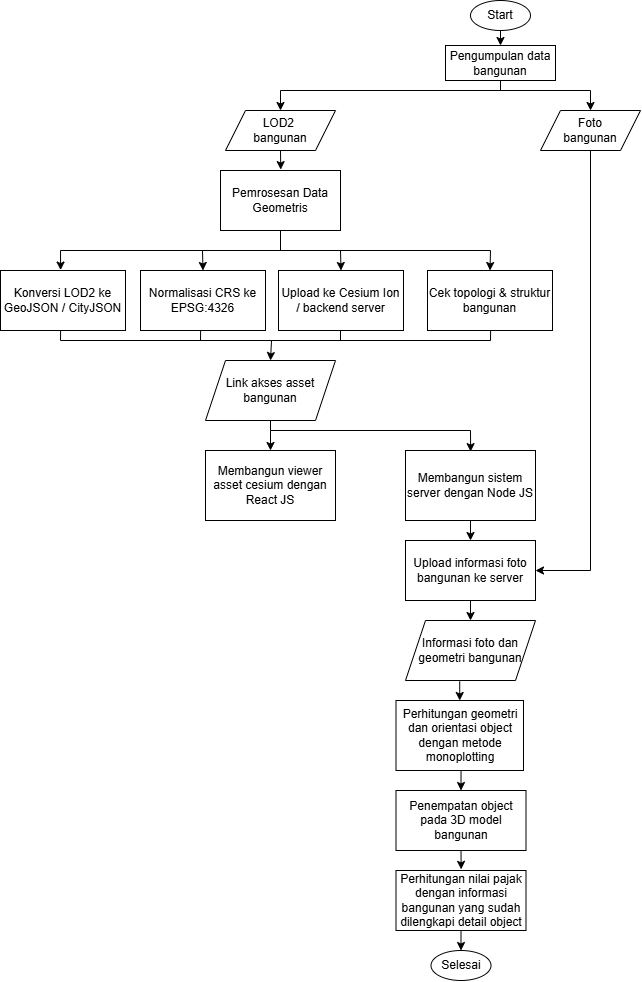 Start
Pengumpulan data
bangunan
LOD2
bangunan
Foto
bangunan
Pemrosesan Data
Geometris
Konversi LOD2 ke
GeoJSON / CityJSON
Normalisasi CRS ke
EPSG:4326
Upload ke Cesium Ion
/ backend server
Cek topologi & struktur
bangunan
Link akses asset
bangunan
Membangun viewer
asset cesium dengan
React JS
Membangun sistem
server dengan Node JS
Upload informasi foto
bangunan ke server
Informasi foto dan
geometri bangunan
Perhitungan geometri
dan orientasi object
dengan metode
monoplotting
Penempatan object
pada 3D model
bangunan
Perhitungan nilai pajak
dengan informasi
bangunan yang sudah
dilengkapi detail object
Selesai